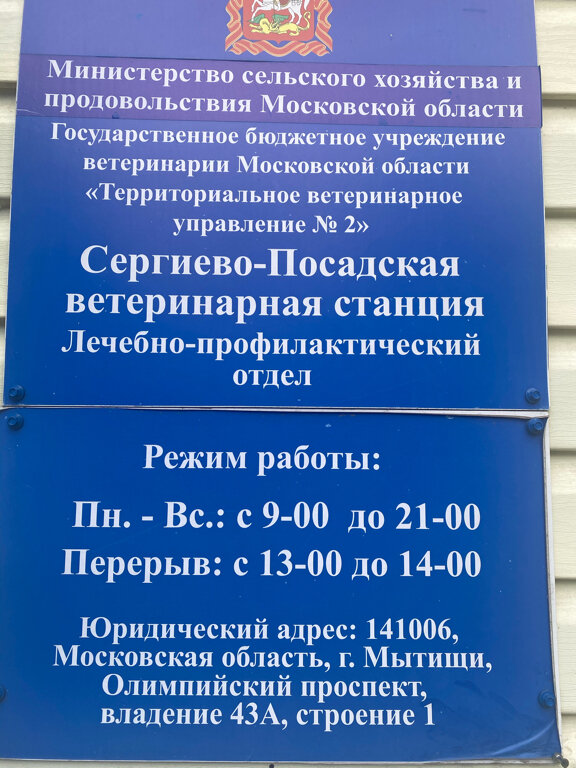 Министерство сельского хозяйства и
продовольствия Московской области
Государственное бюджетное учреждение
ветеринарии Московской области
«Территориальное ветеринарное
управление № 2»
Сергиево-Посадская
ветеринарная станция
Лечебно-профилактический
отдел
Режим работы:
Пн. - Вс.: с 9-00 до 21-00
Перерыв: с 13-00 до 14-00
Юридический адрес: 141006,
Московская область, г. Мытищи,
Олимпийский проспект,
владение 43А, строение 1